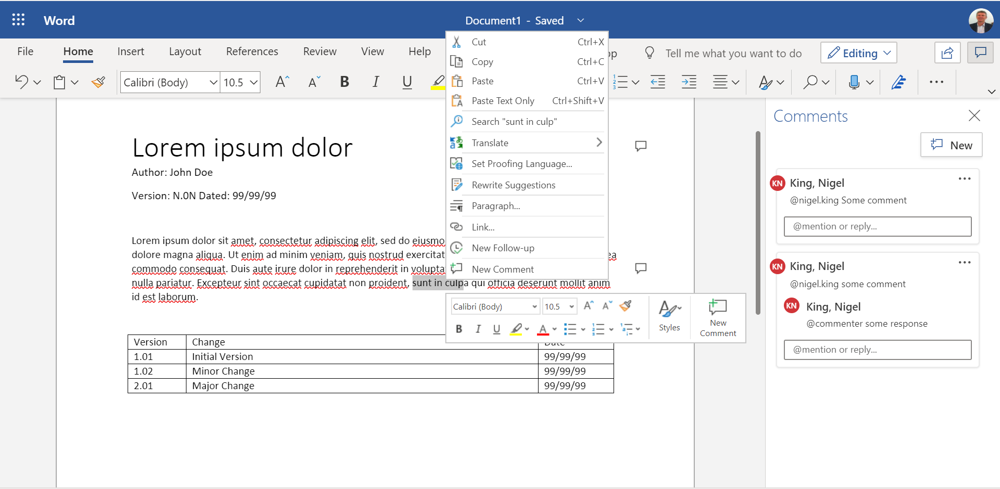 Word
Document1 - Saved
File Home Insert Layout References Review View Help
Tell me what you want to do
Editing
Calibri (Body) 10.5 B I U
Cut Ctrl+X
Copy Ctrl+C
Paste Ctrl+V
Paste Text Only Ctrl+Shift+V
Search "sunt in culp"
Translate
Set Proofing Language...
Rewrite Suggestions
Paragraph...
Link...
New Follow-up
New Comment
Lorem ipsum dolor
Author: John Doe
Version: N.0N Dated: 99/99/99
Lorem ipsum dolor sit amet, consectetur adipiscing elit, sed do eiusmo
dolore magna aliqua. Ut enim ad minim veniam, quis nostrud exercitat ea
commodo consequat. Duis aute irure dolor in reprehenderit in volupta
nulla pariatur. Excepteur sint occaecat cupidatat non proident, sunt in culpa qui officia deserunt mollit anim
id est laborum.
Calibri (Body) 10.5
B I U
Styles
New
Comment
Version Change Date
1.01 Initial Version 99/99/99
1.02 Minor Change 99/99/99
2.01 Major Change 99/99/99
Comments
New
KN King, Nigel
@nigel.king Some comment
@mention or reply...
KN King, Nigel
@nigel.king some comment
KN King, Nigel
@commenter some response
@mention or reply...